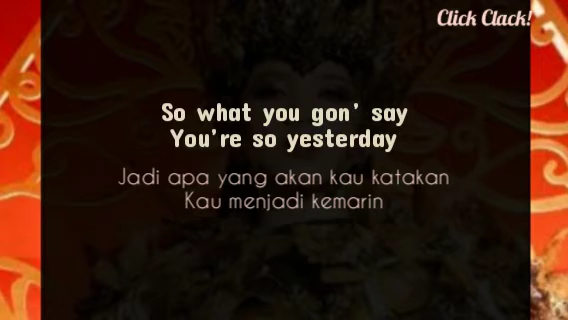 Click Clack!
So what you gon' say
You're so yesterday
Jadi apa yang akan kau katakan
Kau menjadi kemarin